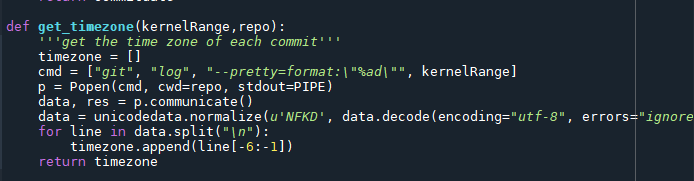 def get_timezone(kernelRange,repo):
    '''get the time zone of each commit'''
    timezone = []
    cmd = ["git", "log", "--pretty=format:\"%ad\"", kernelRange]
    p = Popen(cmd, cwd=repo, stdout=PIPE)
    data, res = p.communicate()
    data = unicodedata.normalize(u'NFKD', data.decode(encoding="utf-8", errors="ignore
    for line in data.split("\n"):
        timezone.append(line[-6:-1])
    return timezone